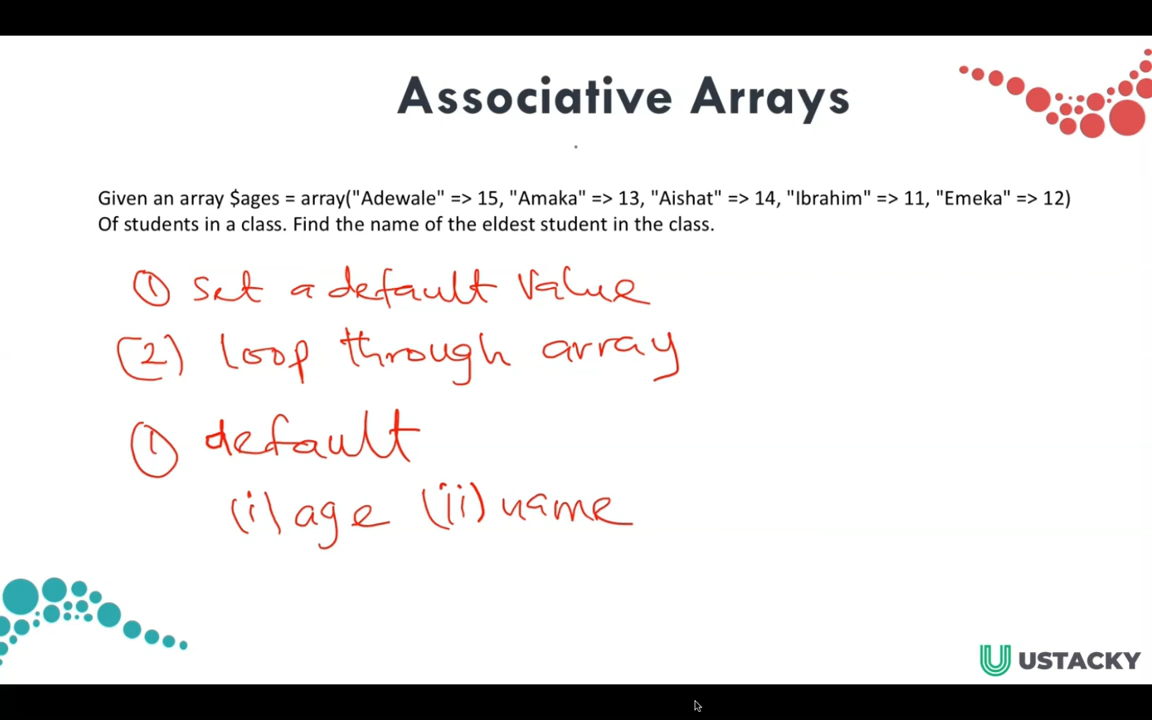 Associative Arrays
Given an array $ages = array("Adewale" => 15, "Amaka" => 13, "Aishat" => 14, "Ibrahim" => 11, "Emeka" => 12)
Of students in a class. Find the name of the eldest student in the class.
(1) set a default value
(2) loop through array
(1) default
(i) age (ii) name
USTACKY